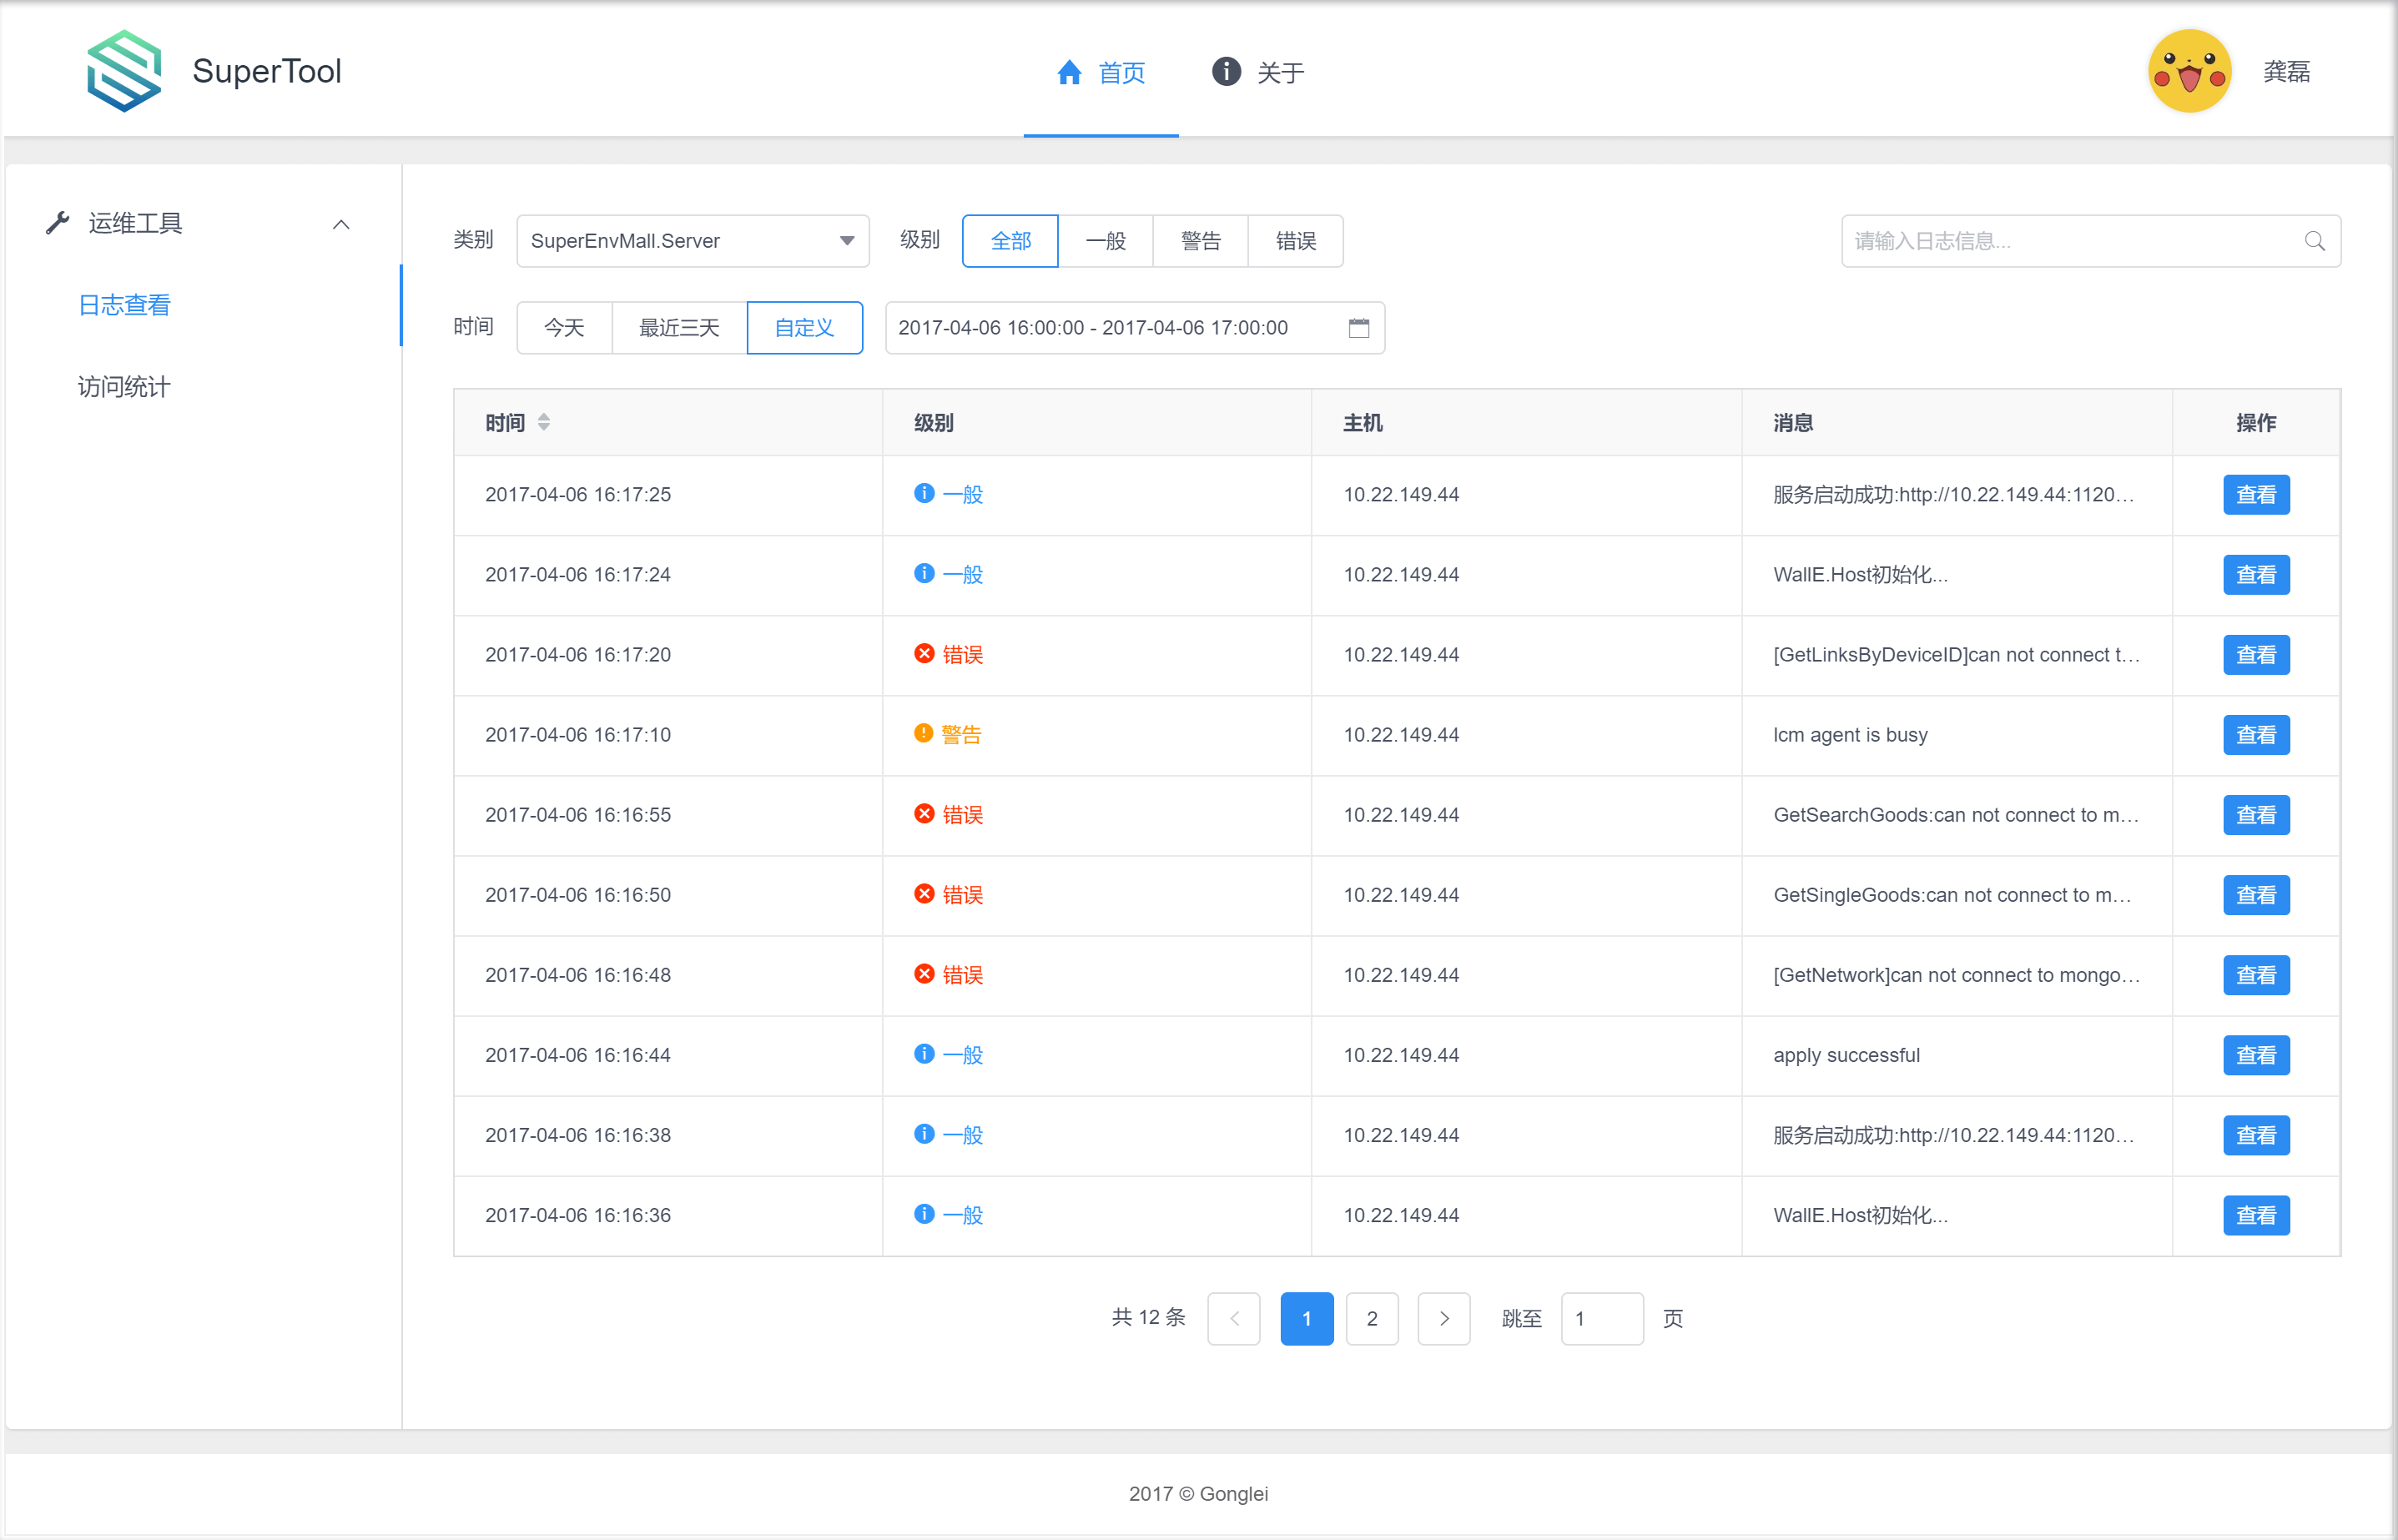 SuperTool 首页 关于 龚磊
运维工具
日志查看
访问统计
类别 SuperEnvMall.Server 级别 全部 一般 警告 错误 请输入日志信息...
时间 今天 最近三天 自定义 2017-04-06 16:00:00 - 2017-04-06 17:00:00
时间 级别 主机 消息 操作
2017-04-06 16:17:25 一般 10.22.149.44 服务启动成功:http://10.22.149.44:1120... 查看
2017-04-06 16:17:24 一般 10.22.149.44 WallE.Host初始化... 查看
2017-04-06 16:17:20 错误 10.22.149.44 [GetLinksByDeviceID]can not connect t... 查看
2017-04-06 16:17:10 警告 10.22.149.44 lcm agent is busy 查看
2017-04-06 16:16:55 错误 10.22.149.44 GetSearchGoods:can not connect to m... 查看
2017-04-06 16:16:50 错误 10.22.149.44 GetSingleGoods:can not connect to m... 查看
2017-04-06 16:16:48 错误 10.22.149.44 [GetNetwork]can not connect to mongo... 查看
2017-04-06 16:16:44 一般 10.22.149.44 apply successful 查看
2017-04-06 16:16:38 一般 10.22.149.44 服务启动成功:http://10.22.149.44:1120... 查看
2017-04-06 16:16:36 一般 10.22.149.44 WallE.Host初始化... 查看
共 12 条 1 2 跳至 1 页
2017 © Gonglei